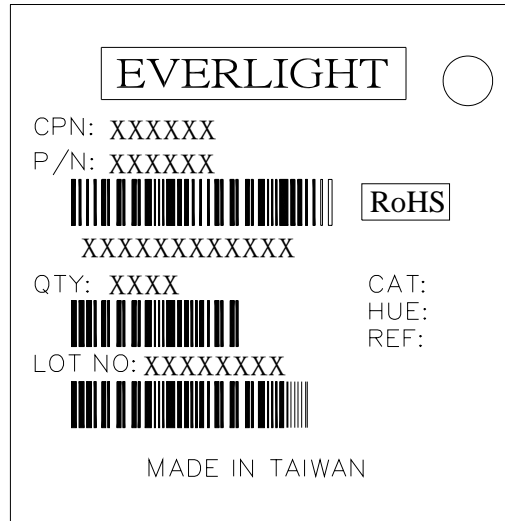 EVERLIGHT
CPN: XXXXXX
P/N: XXXXXX
RoHS
XXXXXXXXXXXX
QTY: XXXX
CAT:
HUE:
REF:
LOT NO: XXXXXXXX
MADE IN TAIWAN